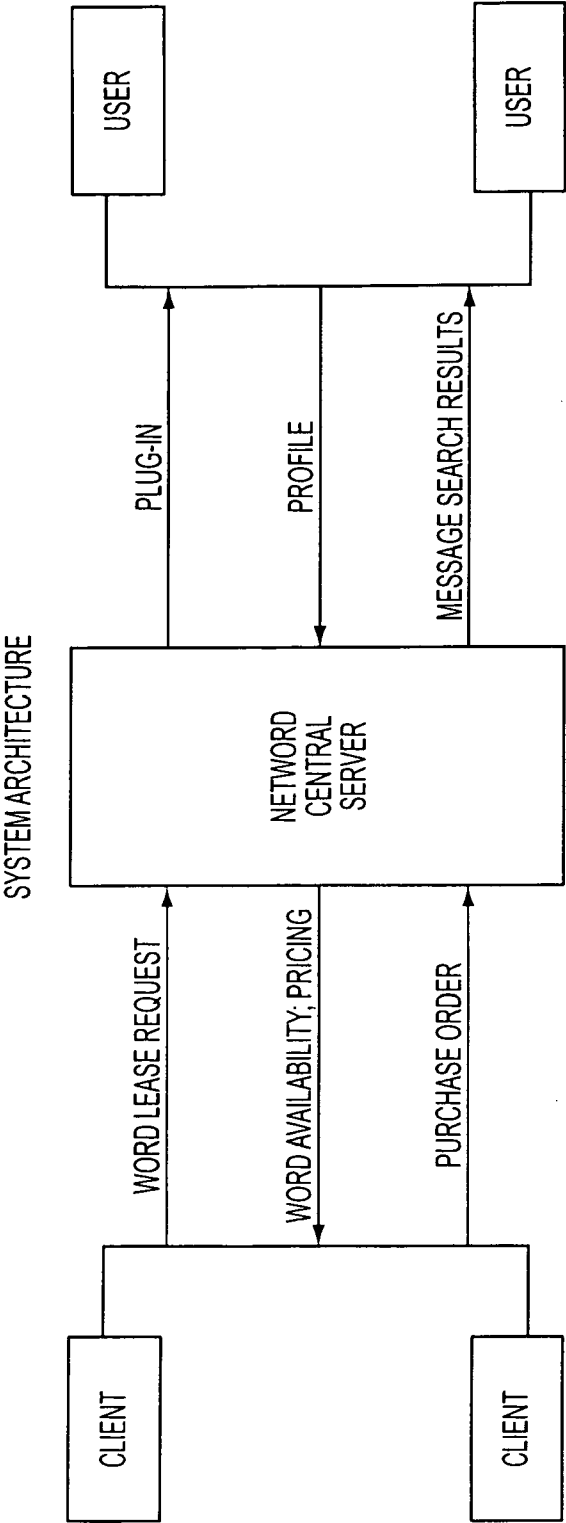 SYSTEM ARCHITECTURE
CLIENT
CLIENT
WORD LEASE REQUEST
WORD AVAILABILITY; PRICING
PURCHASE ORDER
NETWORD
CENTRAL
SERVER
PLUG-IN
PROFILE
MESSAGE SEARCH RESULTS
USER
USER